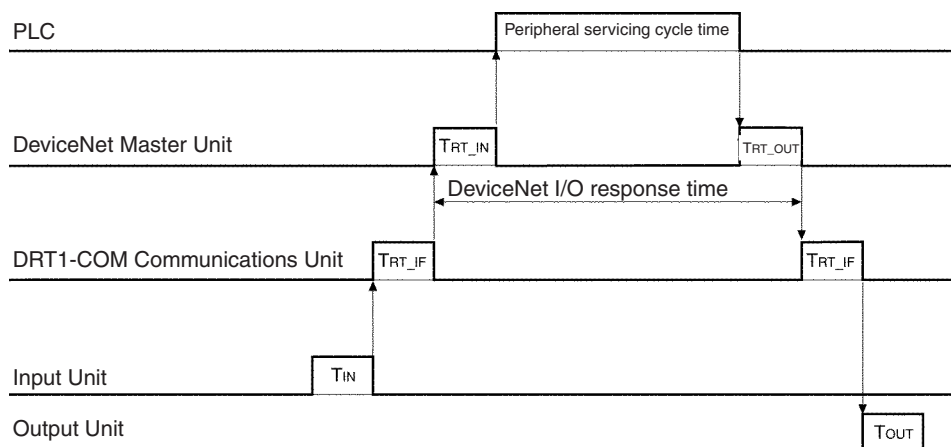 PLC
Peripheral servicing cycle time
DeviceNet Master Unit
TRT_IN
TRT_OUT
DeviceNet I/O response time
DRT1-COM Communications Unit
TRT_IF
TRT_IF
Input Unit
TIN
Output Unit
TOUT